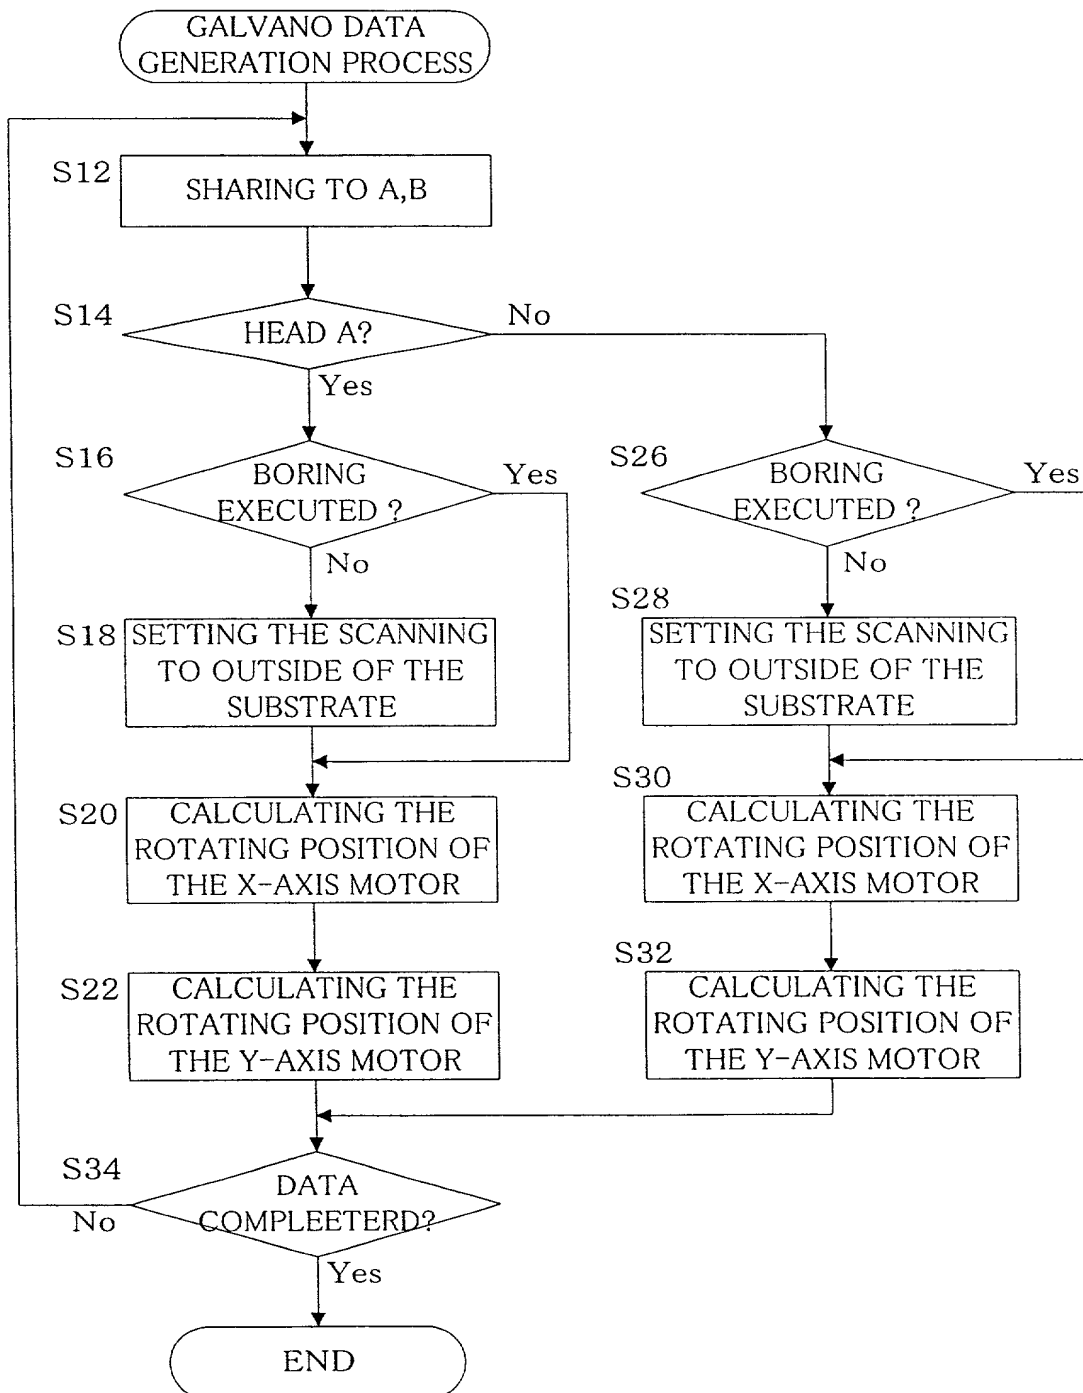 GALVANO DATA
GENERATION PROCESS
S12
SHARING TO A,B
S14
HEAD A?
No
Yes
S16
BORING
EXECUTED ?
Yes
No
S26
BORING
EXECUTED ?
Yes
No
S18
SETTING THE SCANNING
TO OUTSIDE OF THE
SUBSTRATE
S28
SETTING THE SCANNING
TO OUTSIDE OF THE
SUBSTRATE
S20
CALCULATING THE
ROTATING POSITION OF
THE X-AXIS MOTOR
S30
CALCULATING THE
ROTATING POSITION OF
THE X-AXIS MOTOR
S22
CALCULATING THE
ROTATING POSITION OF
THE Y-AXIS MOTOR
S32
CALCULATING THE
ROTATING POSITION OF
THE Y-AXIS MOTOR
S34
DATA
COMPLEETERD?
No
Yes
END